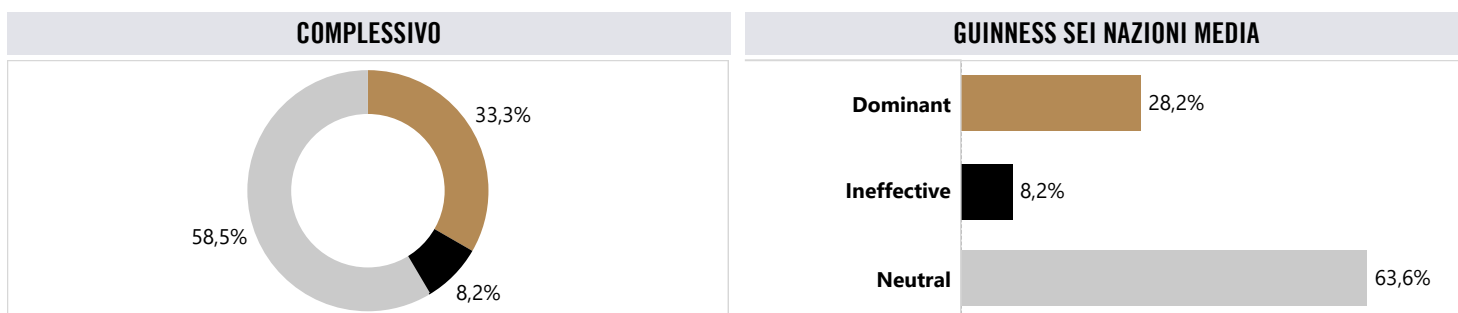 COMPLESSIVO
33,3%
58,5%
8,2%
GUINNESS SEI NAZIONI MEDIA
Dominant 28,2%
Ineffective 8,2%
Neutral 63,6%